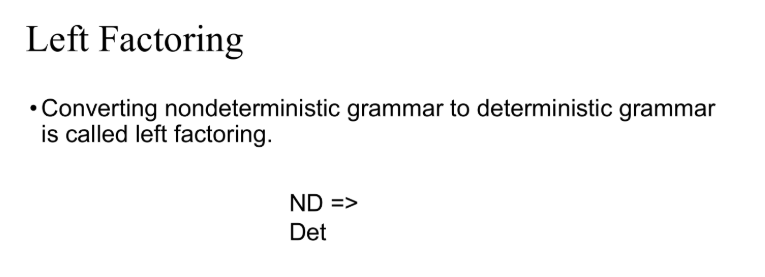 Left Factoring
• Converting nondeterministic grammar to deterministic grammar
is called left factoring.
ND =>
Det